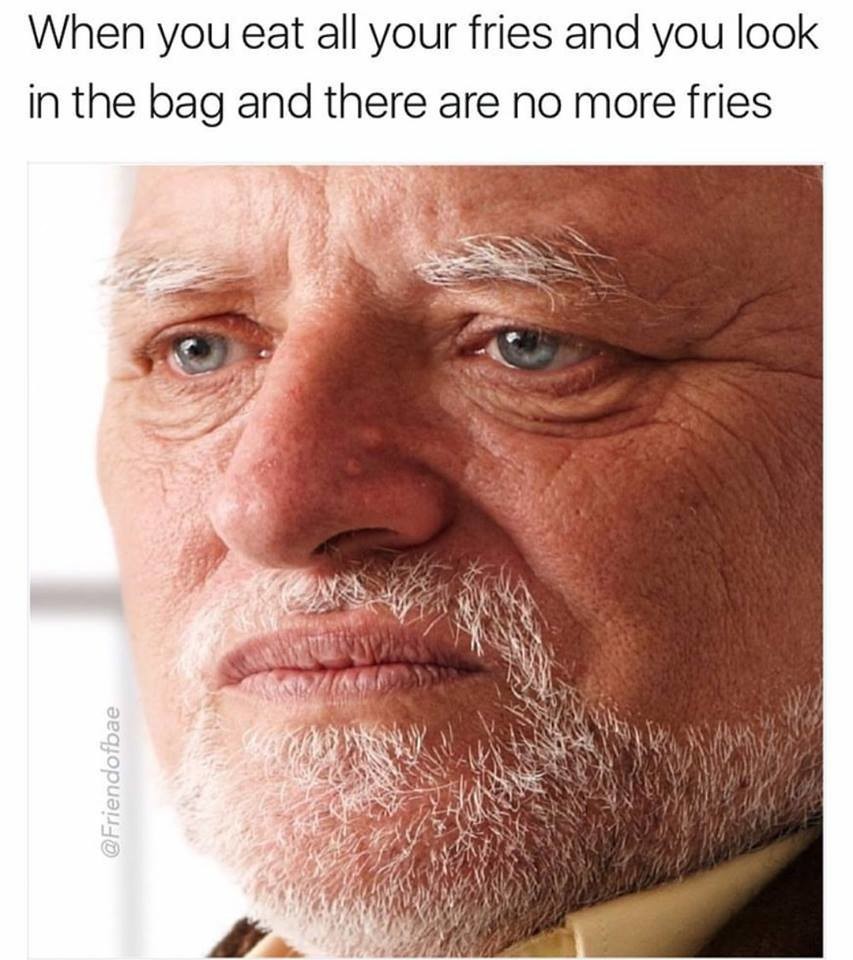 When you eat all your fries and you look
in the bag and there are no more fries
@Friendofbae